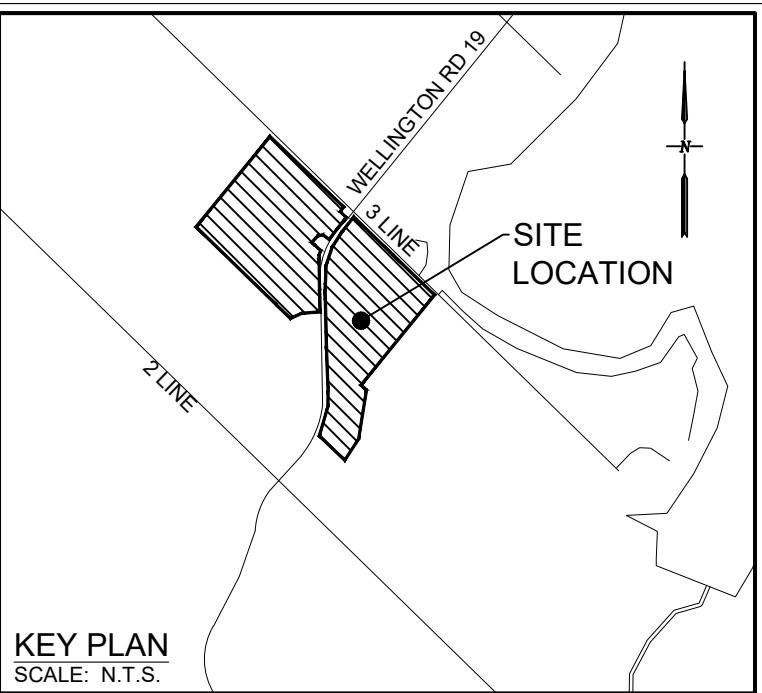 WELLINGTON RD 19
N
3 LINE
SITE
LOCATION
2 LINE
KEY PLAN
SCALE: N.T.S.